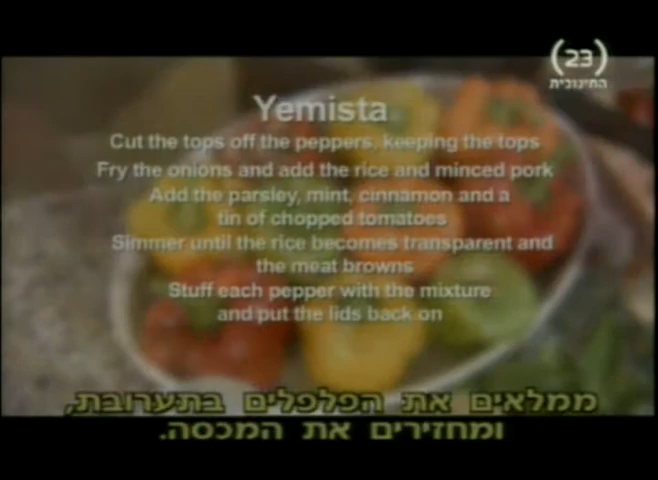 (23)
החינוכית
Yemista
Cut the tops off the peppers, keeping the tops
Fry the onions and add the rice and minced pork
Add the parsley, mint, cinnamon and a
tin of chopped tomatoes
Simmer until the rice becomes transparent and
the meat browns
Stuff each pepper with the mixture
and put the lids back on
ממלאים את הפלפלים בתערובת,
ומחזירים את המכסה.